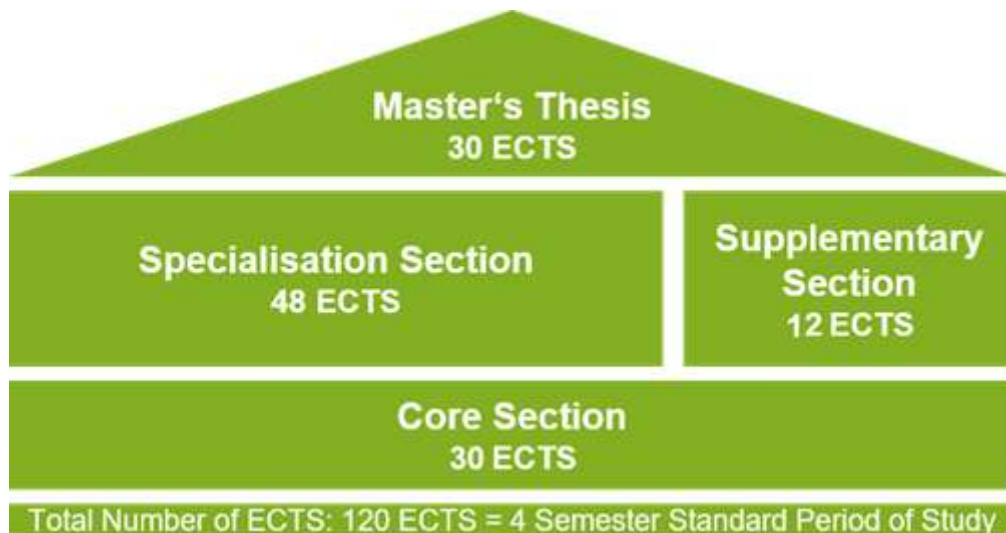 Master‘s Thesis
30 ECTS
Specialisation Section
48 ECTS
Supplementary
Section
12 ECTS
Core Section
30 ECTS
Total Number of ECTS: 120 ECTS = 4 Semester Standard Period of Study